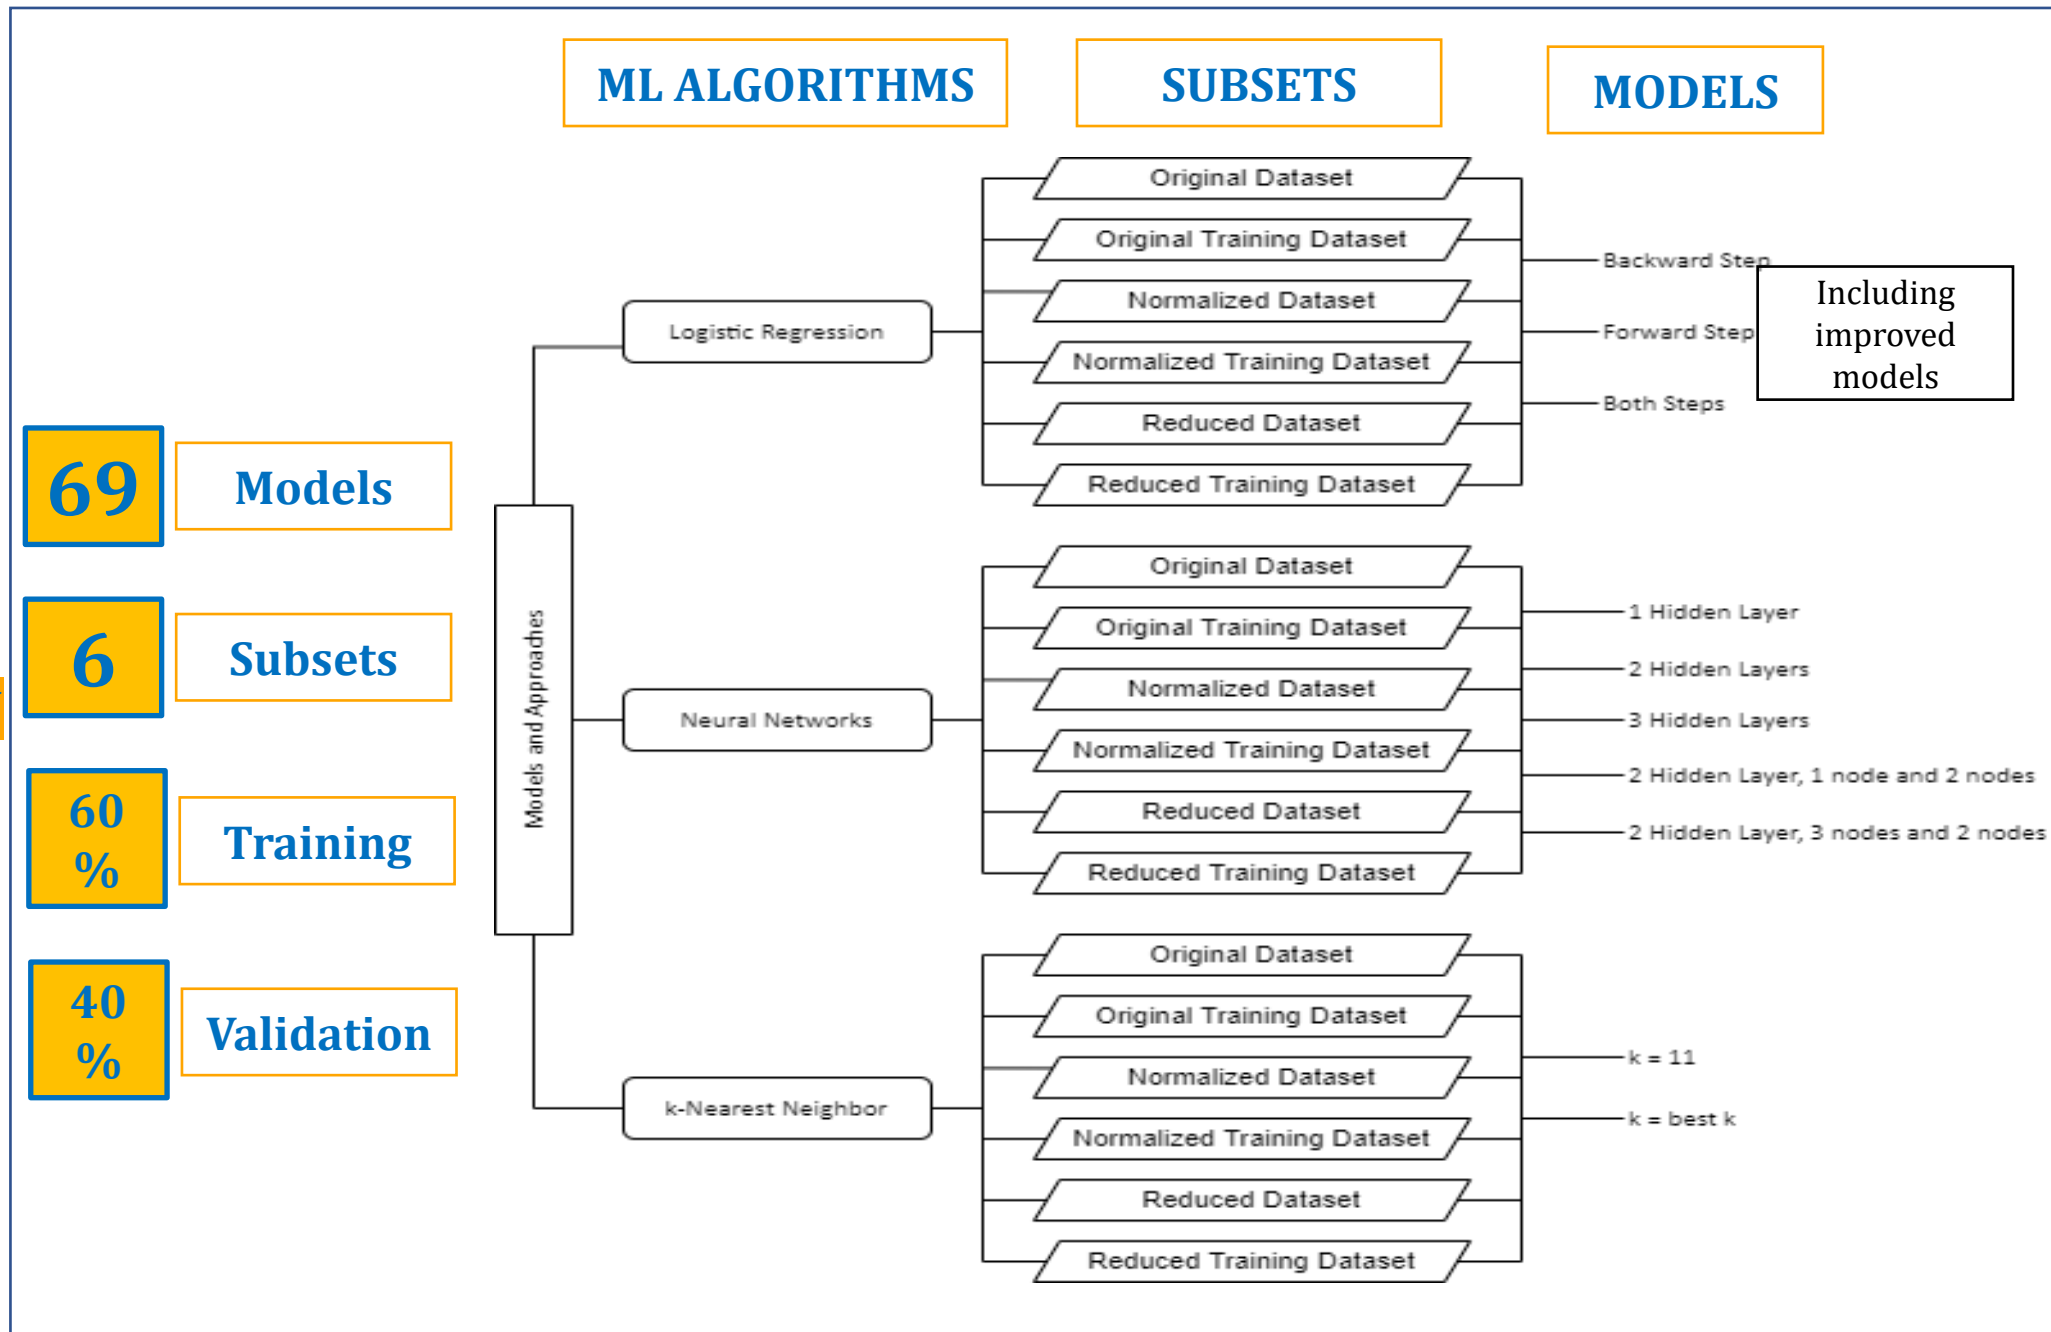 ML ALGORITHMS
SUBSETS
MODELS
69
Models
6
Subsets
60
%
Training
40
%
Validation
Models and Approaches
Logistic Regression
Original Dataset
Original Training Dataset
Normalized Dataset
Normalized Training Dataset
Reduced Dataset
Reduced Training Dataset
Backward Step
Forward Step
Both Steps
Including
improved
models
Neural Networks
Original Dataset
Original Training Dataset
Normalized Dataset
Normalized Training Dataset
Reduced Dataset
Reduced Training Dataset
1 Hidden Layer
2 Hidden Layers
3 Hidden Layers
2 Hidden Layer, 1 node and 2 nodes
2 Hidden Layer, 3 nodes and 2 nodes
k-Nearest Neighbor
Original Dataset
Original Training Dataset
Normalized Dataset
Normalized Training Dataset
Reduced Dataset
Reduced Training Dataset
k = 11
k = best k